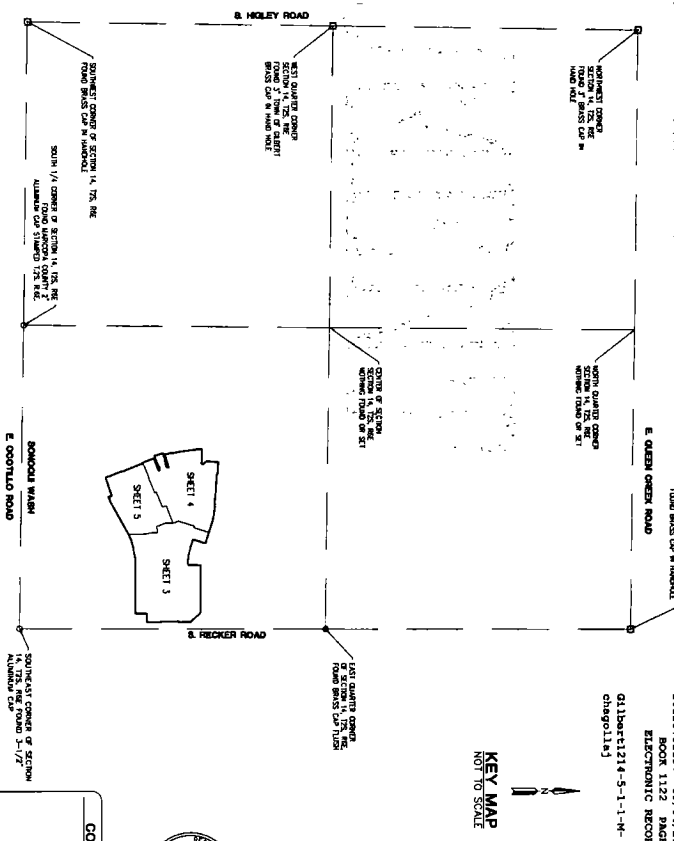 S. HIGLEY ROAD
NORTHWEST CORNER
SECTION 14, T2S, R6E
FOUND 3" BRASS CAP IN
HAND HOLE
WEST QUARTER CORNER
SECTION 14, T2S, R6E
FOUND 3" TOWN OF GILBERT
BRASS CAP IN HAND HOLE
SOUTHWEST CORNER OF SECTION 14, T2S, R6E
FOUND BRASS CAP IN HANDHOLE
SOUTH 1/4 CORNER OF SECTION 14, T2S, R6E
FOUND MARICOPA COUNTY 2"
ALUMINUM CAP STAMPED T.2S. R.6E.
CENTER OF SECTION
SECTION 14, T2S, R6E
NOTHING FOUND OR SET
NORTH QUARTER CORNER
SECTION 14, T2S, R6E
NOTHING FOUND OR SET
E. QUEEN CREEK ROAD
FOUND BRASS CAP IN HANDHOLE
SONOQUI WASH
E. OCOTILLO ROAD
SHEET 4
SHEET 5
SHEET 3
S. RECKER ROAD
SOUTHEAST CORNER OF SECTION
14, T2S, R6E FOUND 3-1/2"
ALUMINUM CAP
EAST QUARTER CORNER
OF SECTION 14, T2S, R6E,
FOUND BRASS CAP FLUSH
BOOK 1122 PAGE
ELECTRONIC RECOR
Gilbert1214-5-1-1-M-
chagollaj
KEY MAP
NOT TO SCALE
N
CO